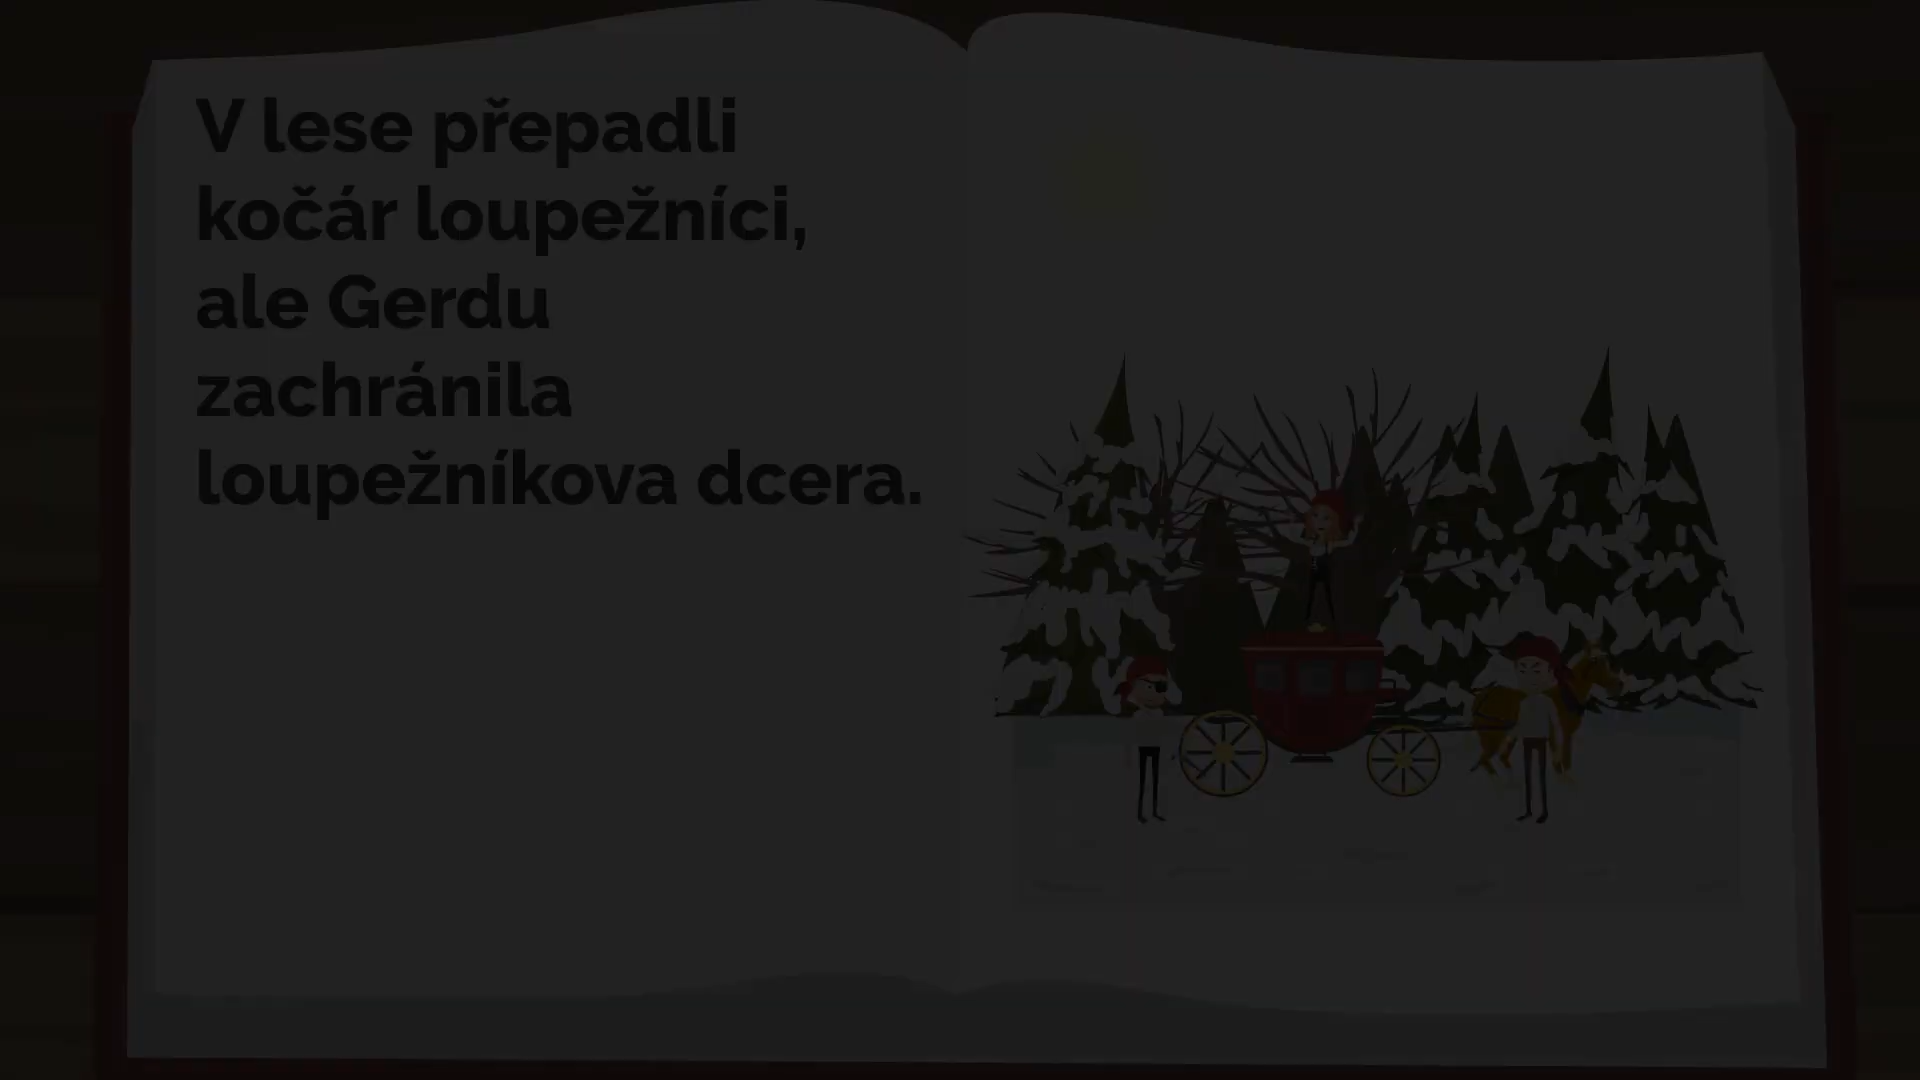 V lese přepadli
kočár loupežníci,
ale Gerdu
zachránila
loupežníkova dcera.